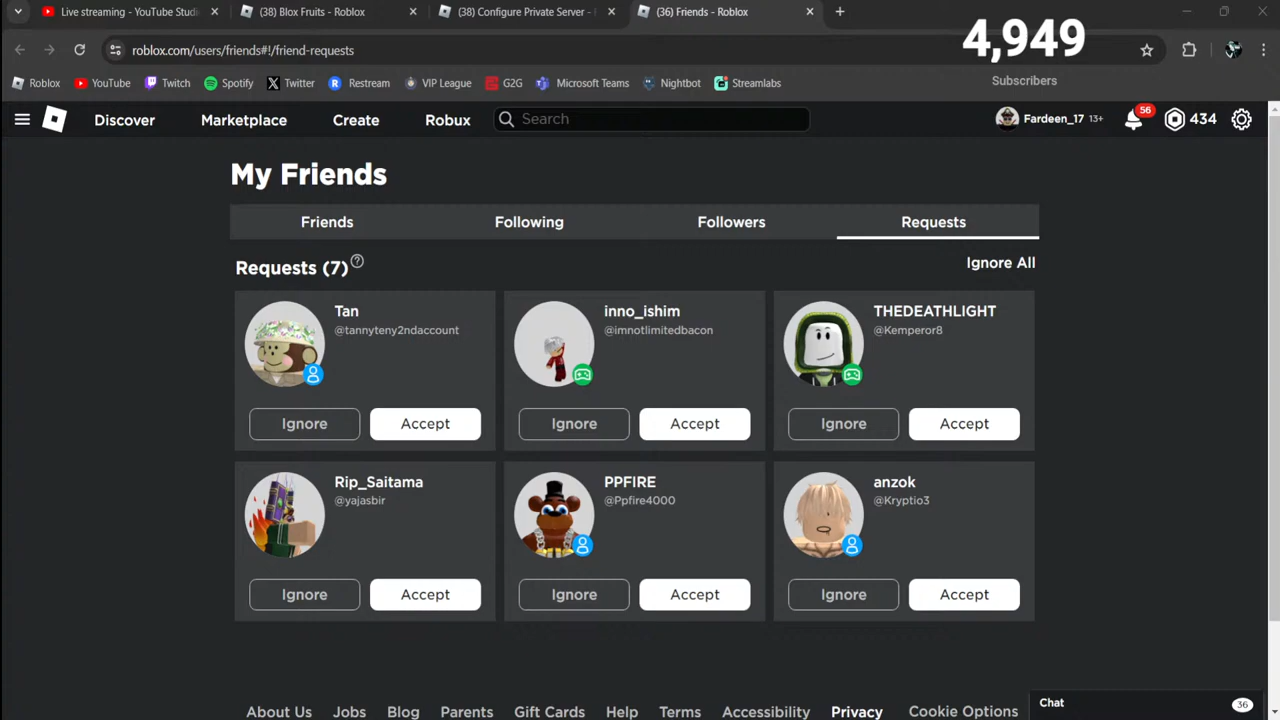 Live streaming - YouTube Studi
(38) Blox Fruits - Roblox
(38) Configure Private Server -
(36) Friends - Roblox
roblox.com/users/friends#!/friend-requests
4,949
Subscribers
Roblox
YouTube
Twitch
Spotify
Twitter
Restream
VIP League
G2G
Microsoft Teams
Nightbot
Streamlabs
Discover
Marketplace
Create
Robux
Search
Fardeen_17 13+
56
434
My Friends
Friends
Following
Followers
Requests
Requests (7)
Ignore All
Tan
@tannyteny2ndaccount
Ignore
Accept
inno_ishim
@imnotlimitedbacon
Ignore
Accept
THEDEATHLIGHT
@Kemperor8
Ignore
Accept
Rip_Saitama
@yajasbir
Ignore
Accept
PPFIRE
@Ppfire4000
Ignore
Accept
anzok
@Kryptio3
Ignore
Accept
About Us
Jobs
Blog
Parents
Gift Cards
Help
Terms
Accessibility
Privacy
Cookie Options
Chat
36